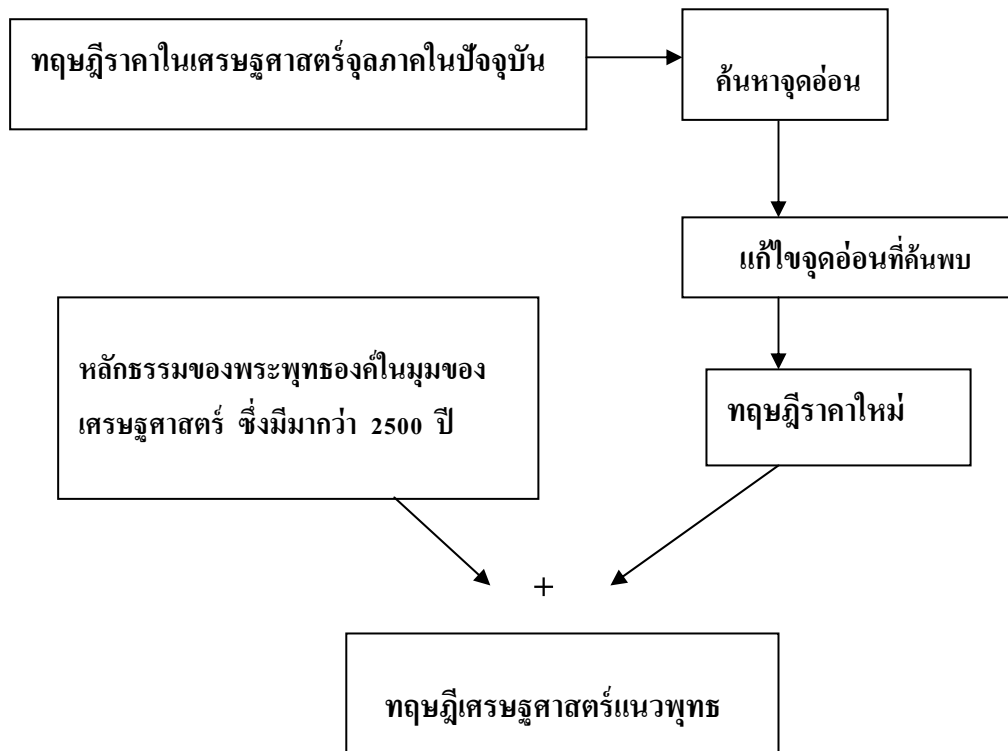 ทฤษฎีราคาในเศรษฐศาสตร์จุลภาคในปัจจุบัน
ค้นหาจุดอ่อน
แก้ไขจุดอ่อนที่ค้นพบ
หลักธรรมของพระพุทธองค์ในมุมของ
เศรษฐศาสตร์ ซึ่งมีมากว่า 2500 ปี
ทฤษฎีราคาใหม่
+
ทฤษฎีเศรษฐศาสตร์แนวพุทธ